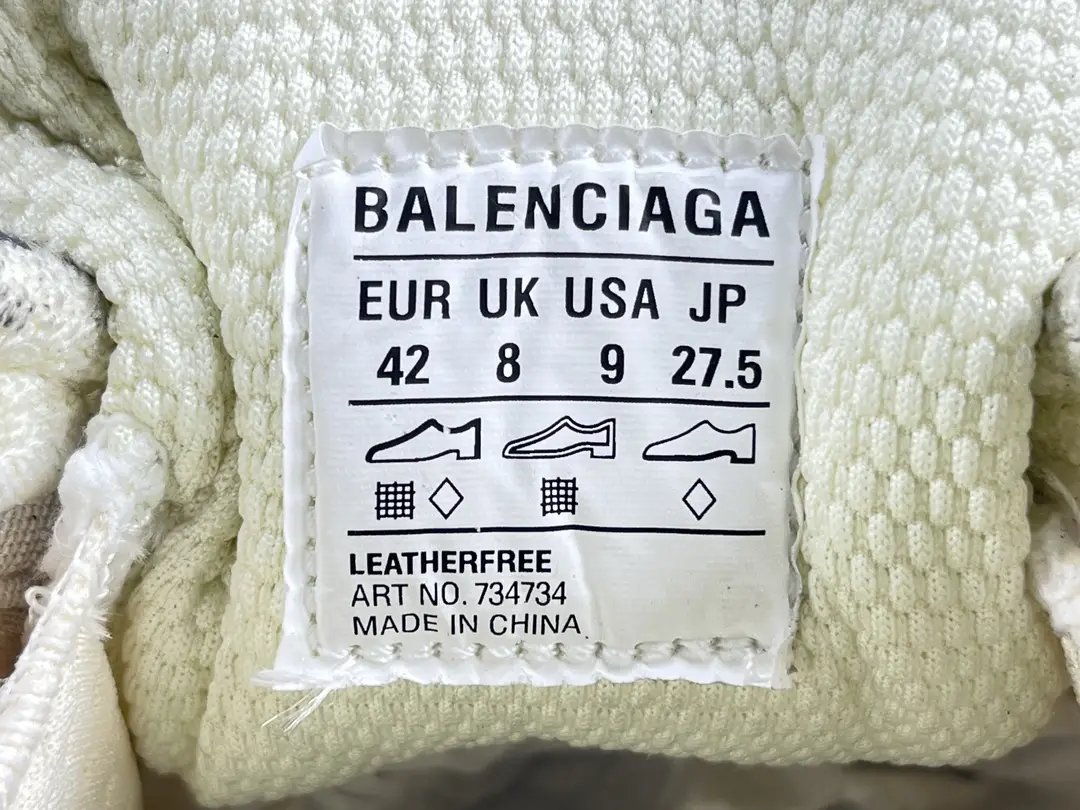 BALENCIAGA
EUR UK USA JP
42 8 9 27.5
LEATHERFREE
ART NO. 734734
MADE IN CHINA